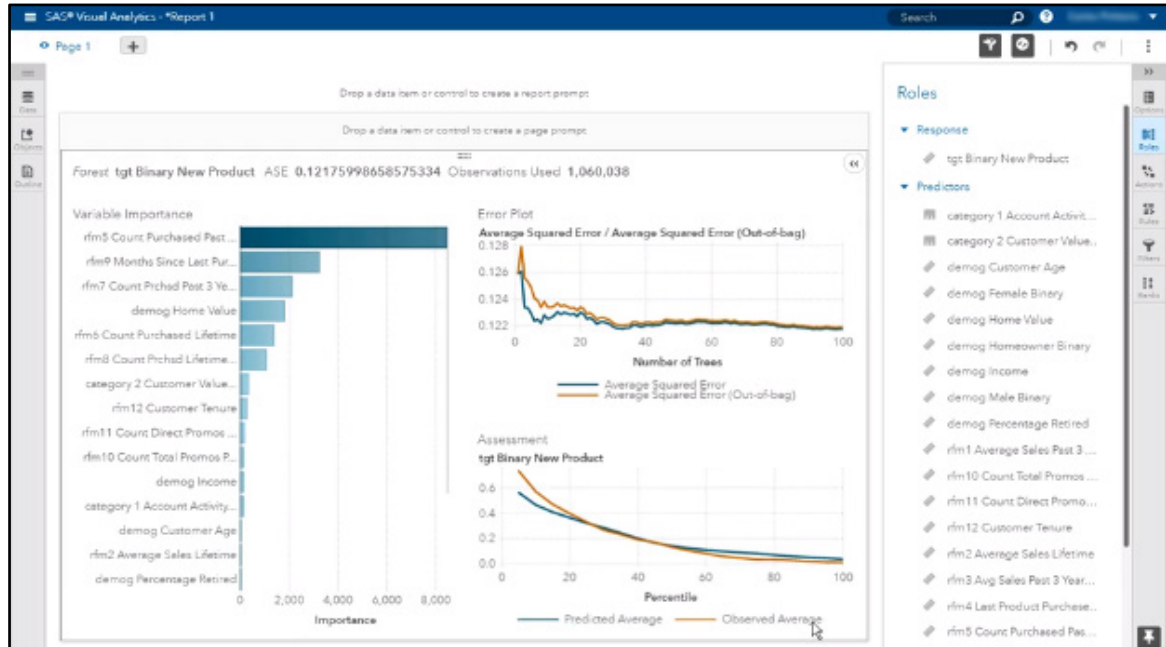 SAS® Visual Analytics - *Report 1
Search
Page 1
Drop a data item or control to create a report prompt
Drop a data item or control to create a page prompt
Forest tgt Binary New Product ASE 0.12175998658575334 Observations Used 1,060,038
Variable Importance
rfm5 Count Purchased Past ...
rfm9 Months Since Last Pur...
rfm7 Count Prchsd Past 3 Ye...
demog Home Value
rfm6 Count Purchased Lifetime
rfm8 Count Prchsd Lifetime...
category 2 Customer Value...
rfm12 Customer Tenure
rfm11 Count Direct Promos ...
rfm10 Count Total Promos P...
demog Income
category 1 Account Activity...
demog Customer Age
rfm2 Average Sales Lifetime
demog Percentage Retired
0 2,000 4,000 6,000 8,000
Importance
Error Plot
Average Squared Error / Average Squared Error (Out-of-bag)
0.128
0.126
0.124
0.122
0 20 40 60 80 100
Number of Trees
Average Squared Error
Average Squared Error (Out-of-bag)
Assessment
tgt Binary New Product
0.6
0.4
0.2
0.0
0 20 40 60 80 100
Percentile
Predicted Average
Observed Average
Roles
Response
tgt Binary New Product
Predictors
category 1 Account Activit...
category 2 Customer Value..
demog Customer Age
demog Female Binary
demog Home Value
demog Homeowner Binary
demog Income
demog Male Binary
demog Percentage Retired
rfm1 Average Sales Past 3 ...
rfm10 Count Total Promos ...
rfm11 Count Direct Promo...
rfm12 Customer Tenure
rfm2 Average Sales Lifetime
rfm3 Avg Sales Past 3 Year...
rfm4 Last Product Purchase..
rfm5 Count Purchased Pas...
Data
Objects
Outline
Options
Roles
Actions
Rules
Filters
Ranks